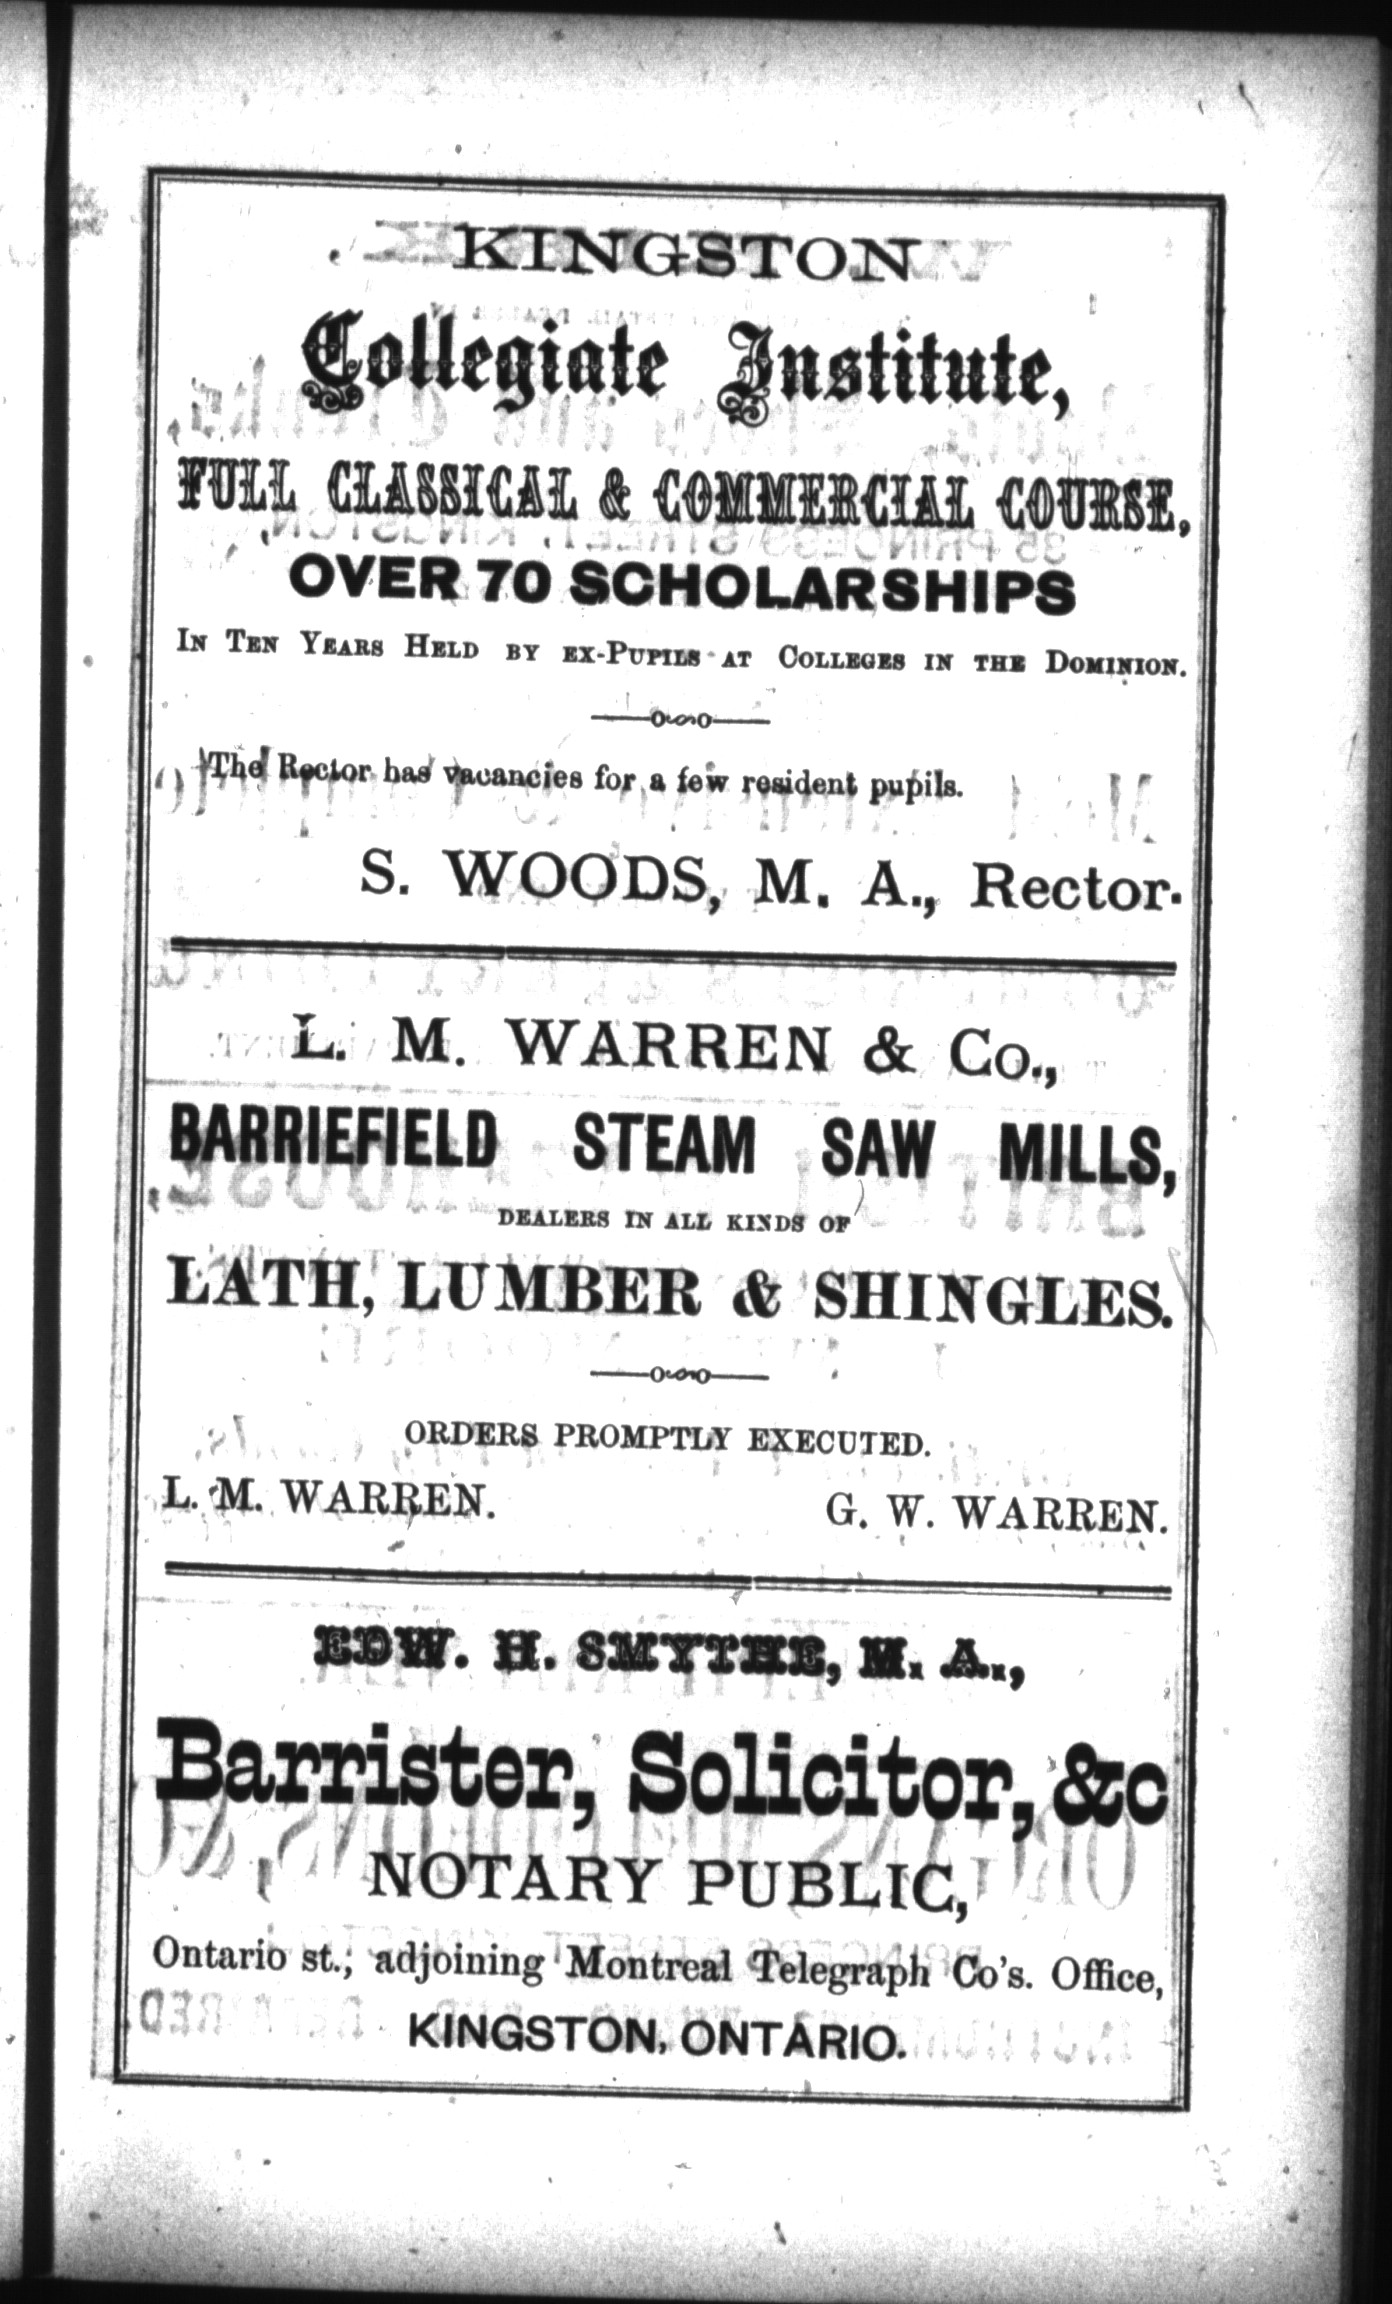 KINGSTON
Collegiate Institute,
FULL CLASSICAL & COMMERCIAL COURSE,
OVER 70 SCHOLARSHIPS
IN TEN YEARS HELD BY EX-PUPILS AT COLLEGES IN THE DOMINION.
The Rector has vacancies for a few resident pupils.
S. WOODS, M. A., Rector.
L. M. WARREN & Co.,
BARRIEFIELD STEAM SAW MILLS,
DEALERS IN ALL KINDS OF
LATH, LUMBER & SHINGLES.
ORDERS PROMPTLY EXECUTED.
L. M. WARREN. G. W. WARREN.
EDW. H. SMYTHE, M. A.,
Barrister, Solicitor, &c
NOTARY PUBLIC,
Ontario st., adjoining Montreal Telegraph Co's. Office,
KINGSTON, ONTARIO.